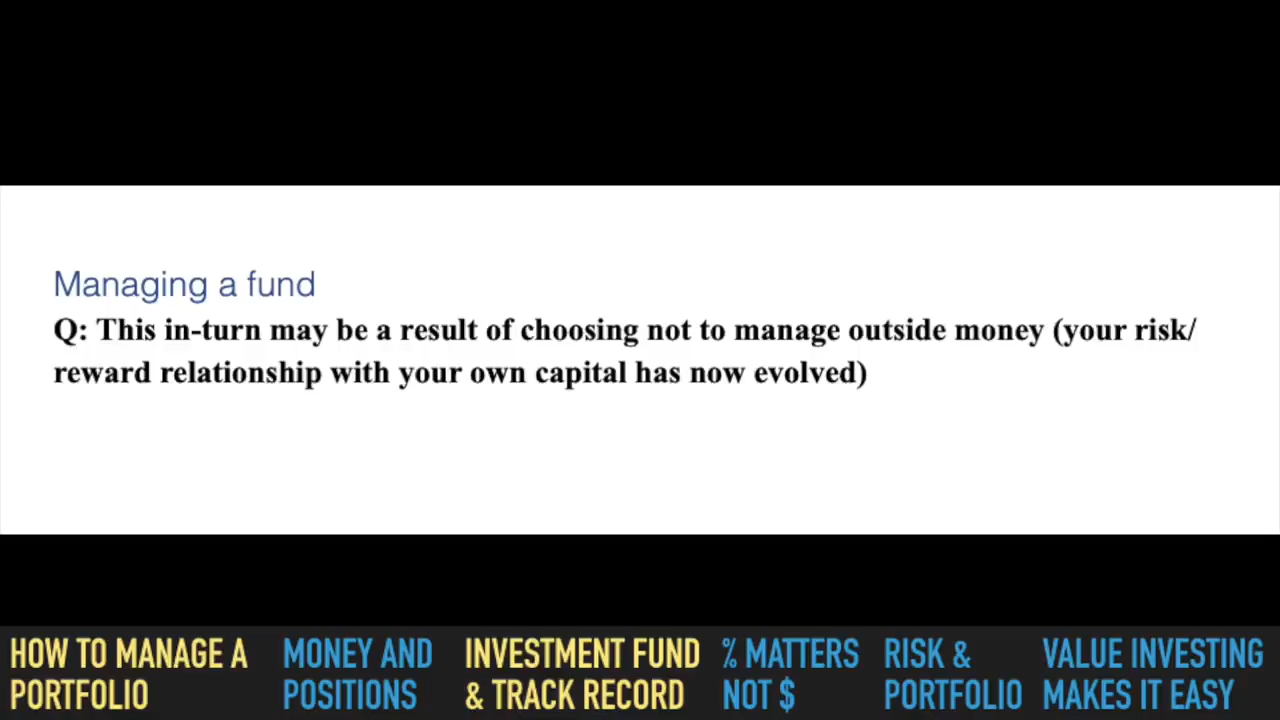 Managing a fund
Q: This in-turn may be a result of choosing not to manage outside money (your risk/
reward relationship with your own capital has now evolved)
HOW TO MANAGE A
PORTFOLIO
MONEY AND
POSITIONS
INVESTMENT FUND
& TRACK RECORD
% MATTERS
NOT $
RISK &
PORTFOLIO
VALUE INVESTING
MAKES IT EASY